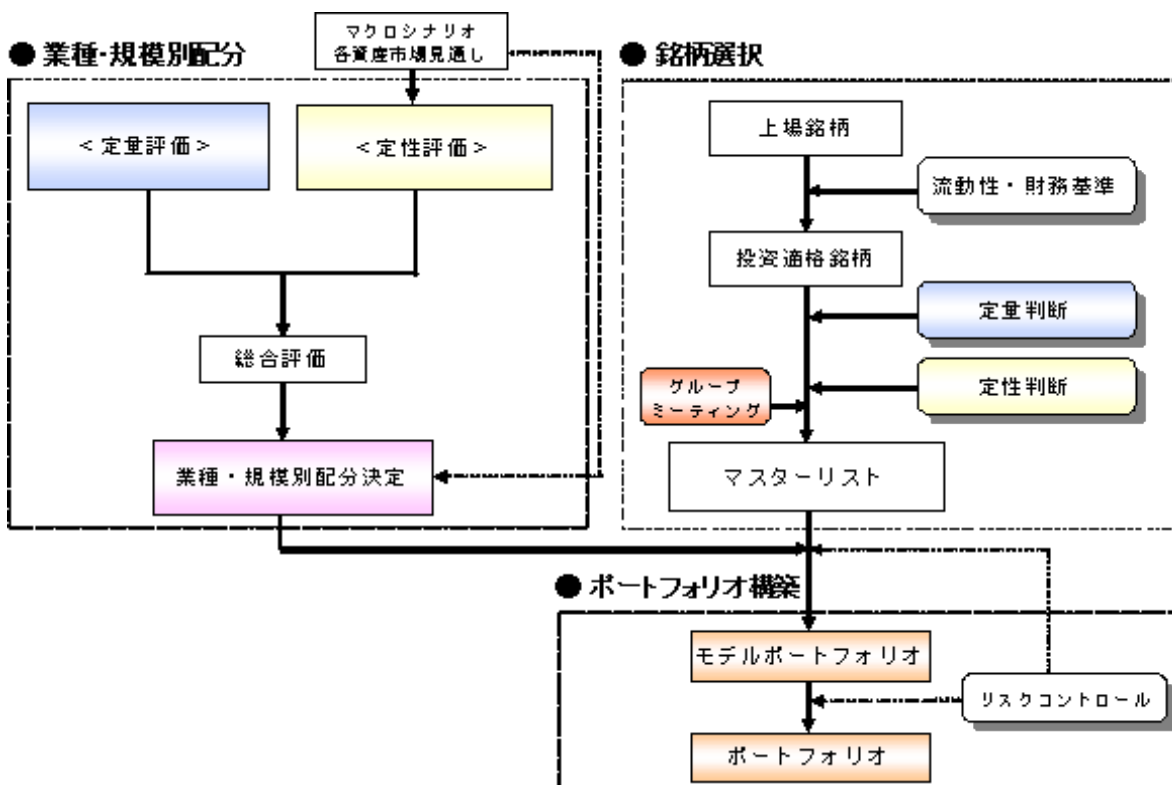 マクロシナリオ
各資産市場見通し
● 業種・規模別配分
<定量評価>
<定性評価>
総合評価
業種・規模別配分決定
● 銘柄選択
上場銘柄
流動性・財務基準
投資適格銘柄
定量判断
定性判断
グループ
ミーティング
マスターリスト
● ポートフォリオ構築
モデルポートフォリオ
リスクコントロール
ポートフォリオ